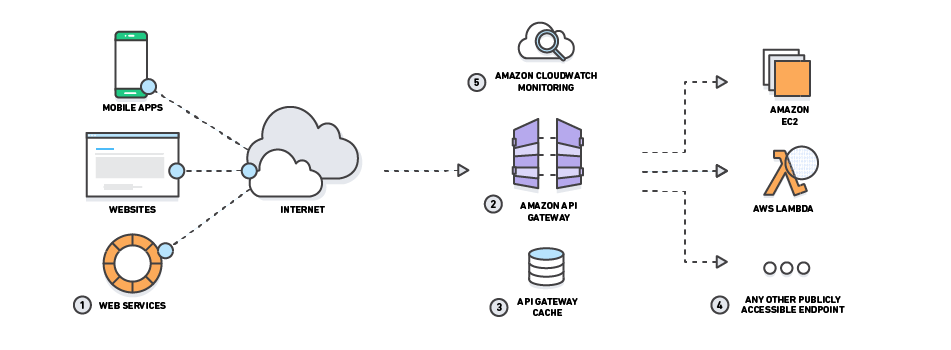 MOBILE APPS
WEBSITES
1 WEB SERVICES
INTERNET
5 AMAZON CLOUDWATCH
MONITORING
2 AMAZON API
GATEWAY
3 API GATEWAY
CACHE
AMAZON
EC2
AWS LAMBDA
4 ANY OTHER PUBLICLY
ACCESSIBLE ENDPOINT